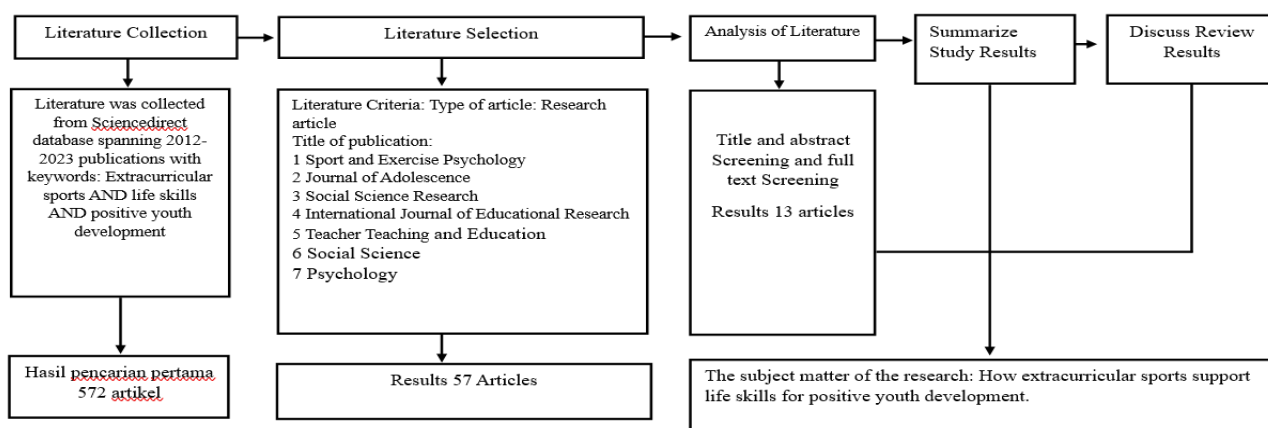 Literature Collection
Literature Selection
Analysis of Literature
Summarize
Study Results
Discuss Review
Results
Literature was collected
from Sciencedirect
database spanning 2012-
2023 publications with
keywords: Extracurricular
sports AND life skills
AND positive youth
development
Literature Criteria: Type of article: Research
article
Title of publication:
1 Sport and Exercise Psychology
2 Journal of Adolescence
3 Social Science Research
4 International Journal of Educational Research
5 Teacher Teaching and Education
6 Social Science
7 Psychology
Title and abstract
Screening and full
text Screening
Results 13 articles
Hasil pencarian pertama
572 artikel
Results 57 Articles
The subject matter of the research: How extracurricular sports support
life skills for positive youth development.